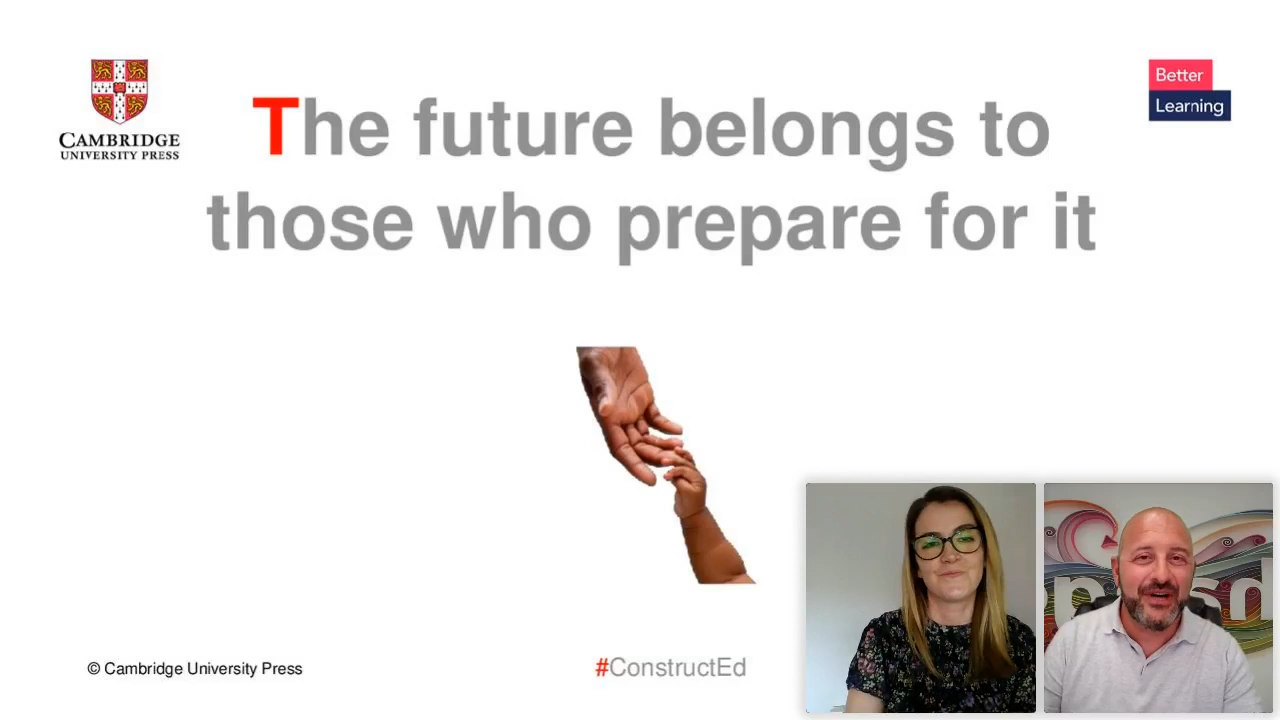 CAMBRIDGE
UNIVERSITY PRESS
Better
Learning
The future belongs to
those who prepare for it
© Cambridge University Press
#ConstructEd